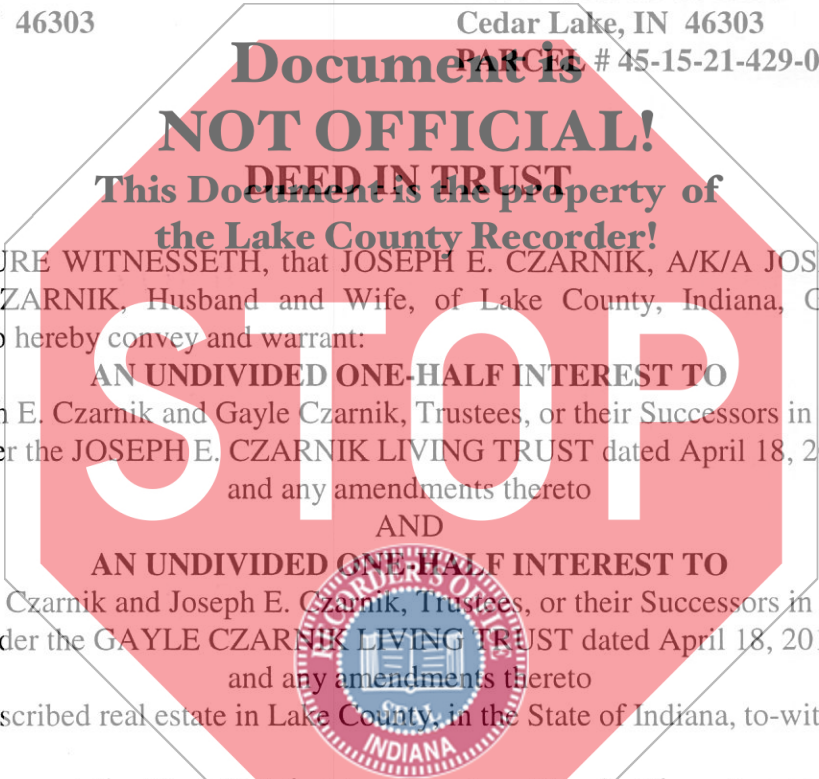 46303 Cedar Lake, IN 46303
PARCEL # 45-15-21-429-0
Document is
NOT OFFICIAL!
DEED IN TRUST
This Document is the property of
the Lake County Recorder!
URE WITNESSETH, that JOSEPH E. CZARNIK, A/K/A JOS
ZARNIK, Husband and Wife, of Lake County, Indiana, G
o hereby convey and warrant:
AN UNDIVIDED ONE-HALF INTEREST TO
h E. Czarnik and Gayle Czarnik, Trustees, or their Successors in
er the JOSEPH E. CZARNIK LIVING TRUST dated April 18, 2
and any amendments thereto
STOP
AND
AN UNDIVIDED ONE-HALF INTEREST TO
Czarnik and Joseph E. Czarnik, Trustees, or their Successors in
der the GAYLE CZARNIK LIVING TRUST dated April 18, 201
and any amendments thereto
scribed real estate in Lake County, in the State of Indiana, to-wit
RECORDER'S OFFICE
SEAL
INDIANA